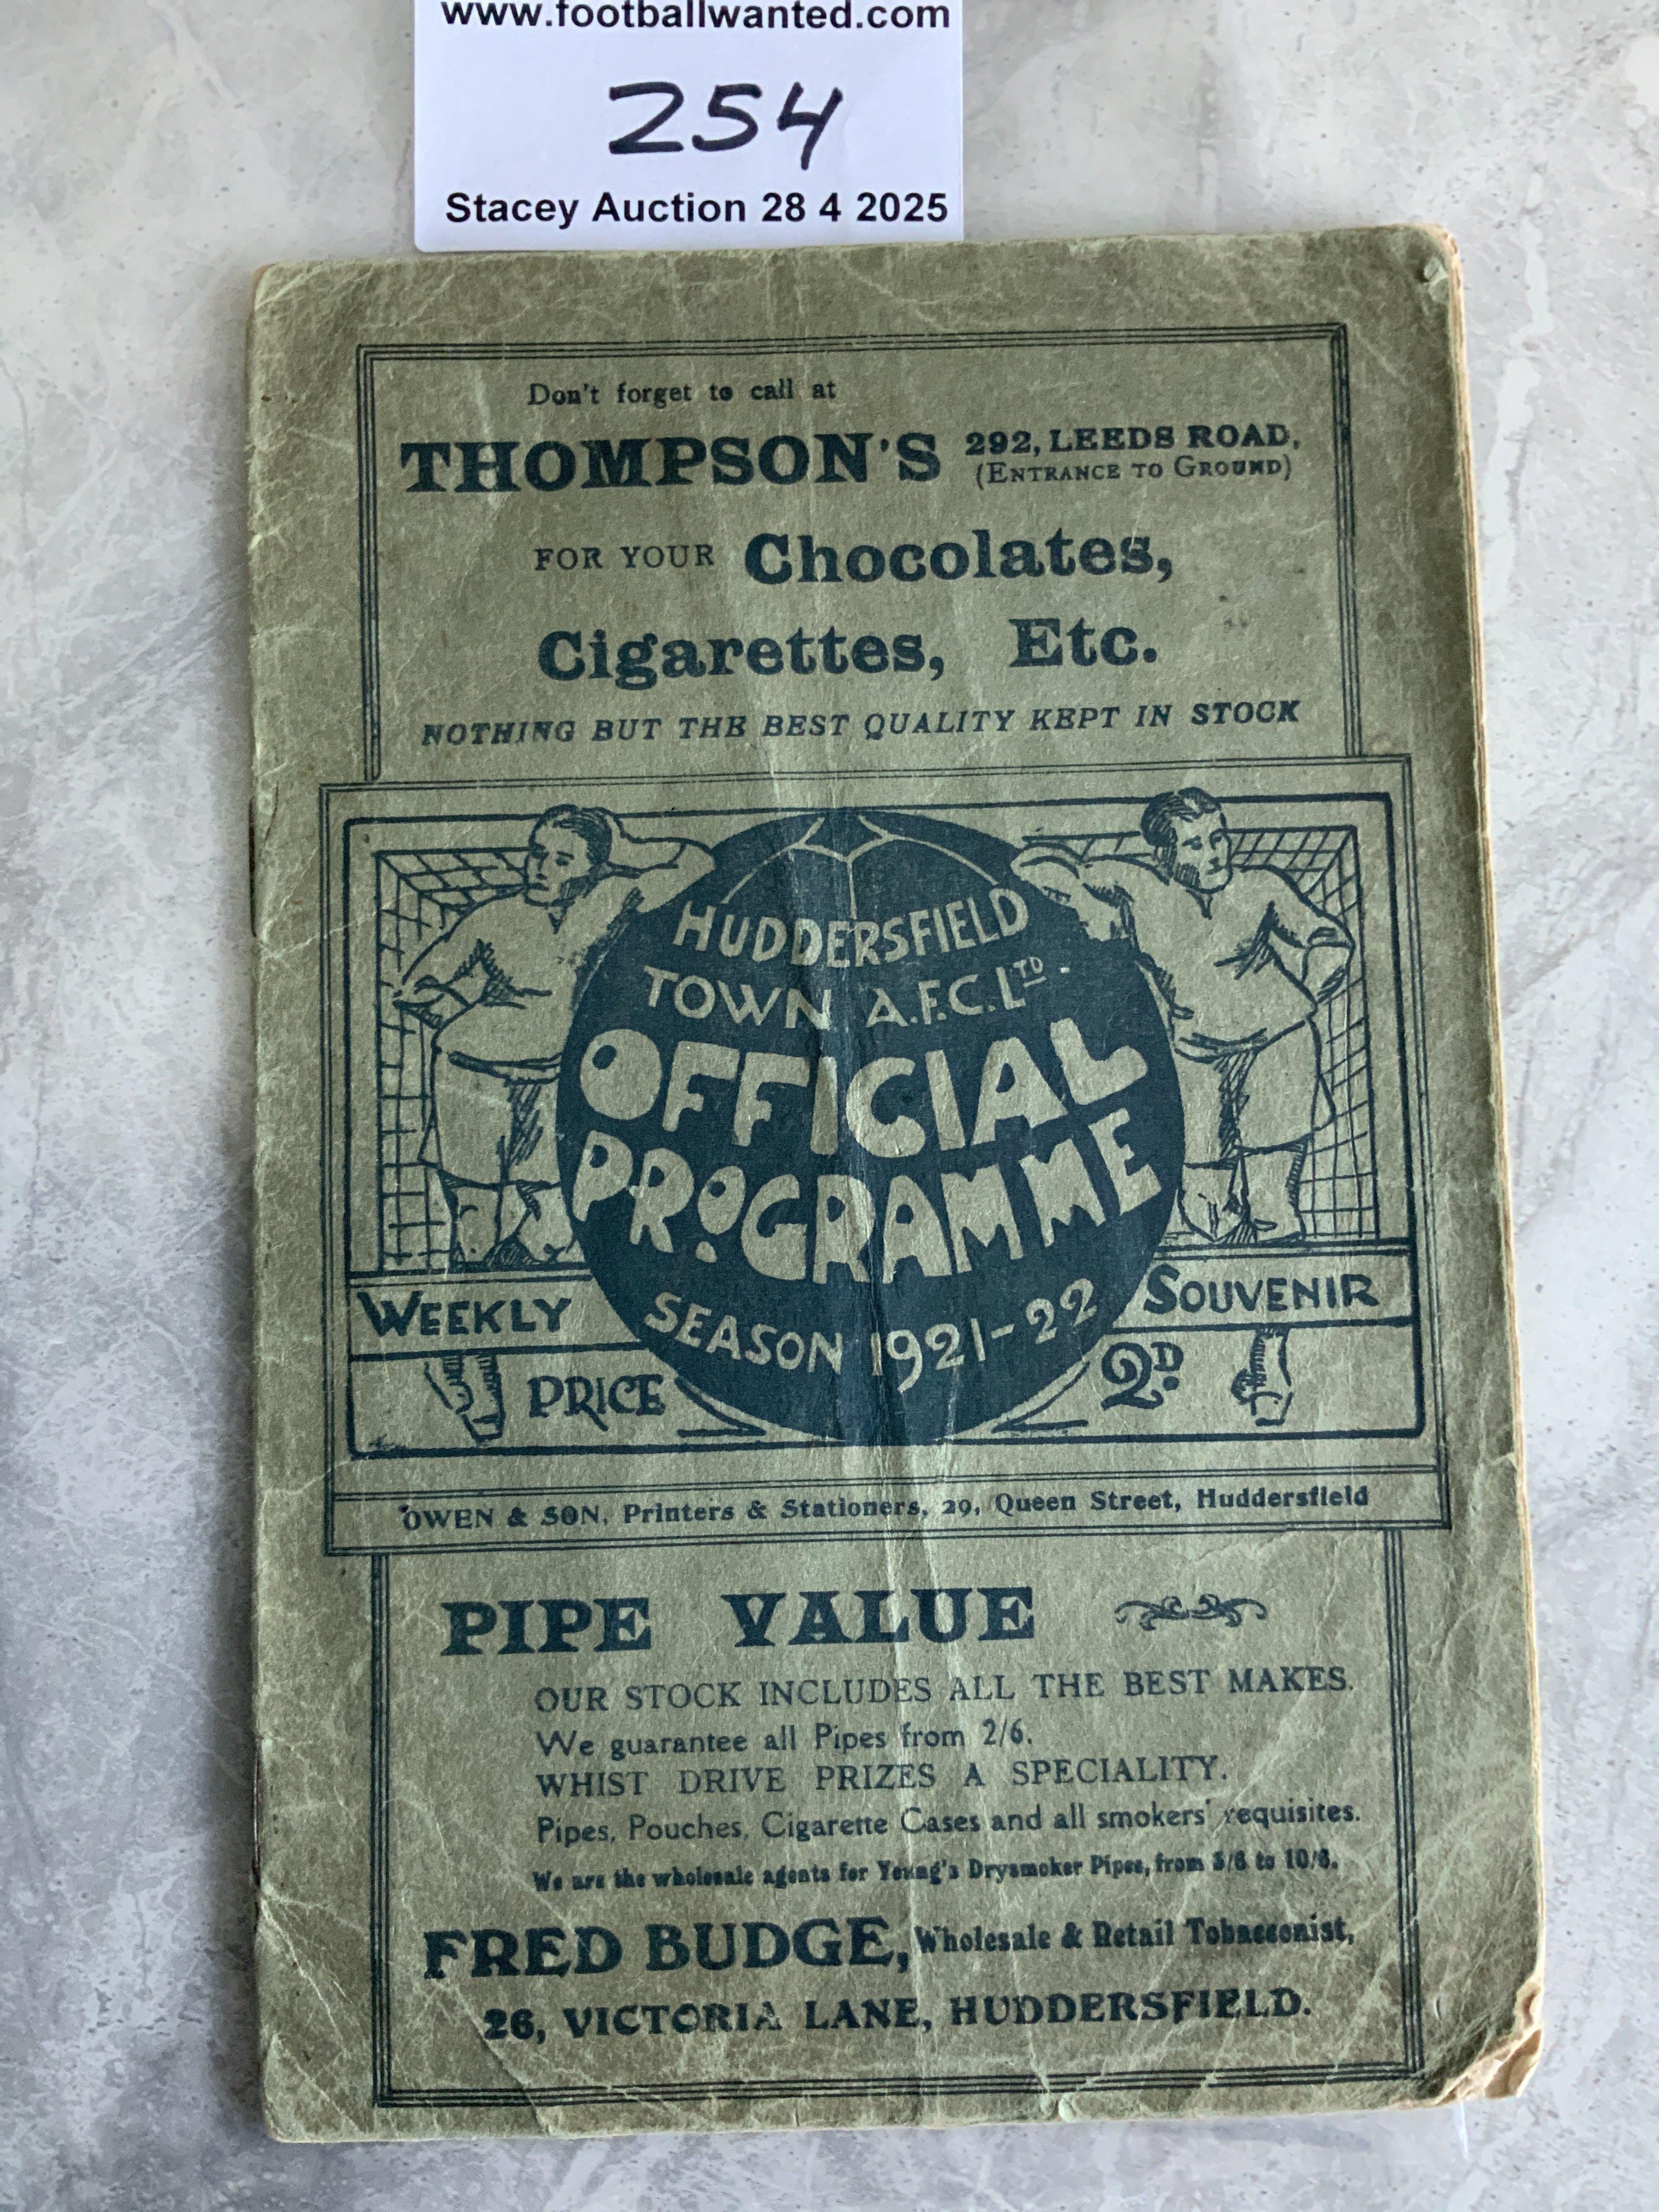 www.footballwanted.com
254
Stacey Auction 28 4 2025
Don't forget to call at
THOMPSON'S 292, LEEDS ROAD,
(ENTRANCE TO GROUND)
FOR YOUR Chocolates,
Cigarettes, Etc.
NOTHING BUT THE BEST QUALITY KEPT IN STOCK
HUDDERSFIELD
TOWN A.F.C. LTD
OFFICIAL
PROGRAMME
SEASON 1921-22
WEEKLY SOUVENIR
PRICE 2D.
OWEN & SON, Printers & Stationers, 29, Queen Street, Huddersfield
PIPE VALUE
OUR STOCK INCLUDES ALL THE BEST MAKES.
We guarantee all Pipes from 2/6.
WHIST DRIVE PRIZES A SPECIALITY.
Pipes, Pouches, Cigarette Cases and all smokers' requisites.
We are the wholesale agents for Young's Drysmoker Pipes, from 5/6 to 10/6.
FRED BUDGE, Wholesale & Retail Tobacconist,
26, VICTORIA LANE, HUDDERSFIELD.